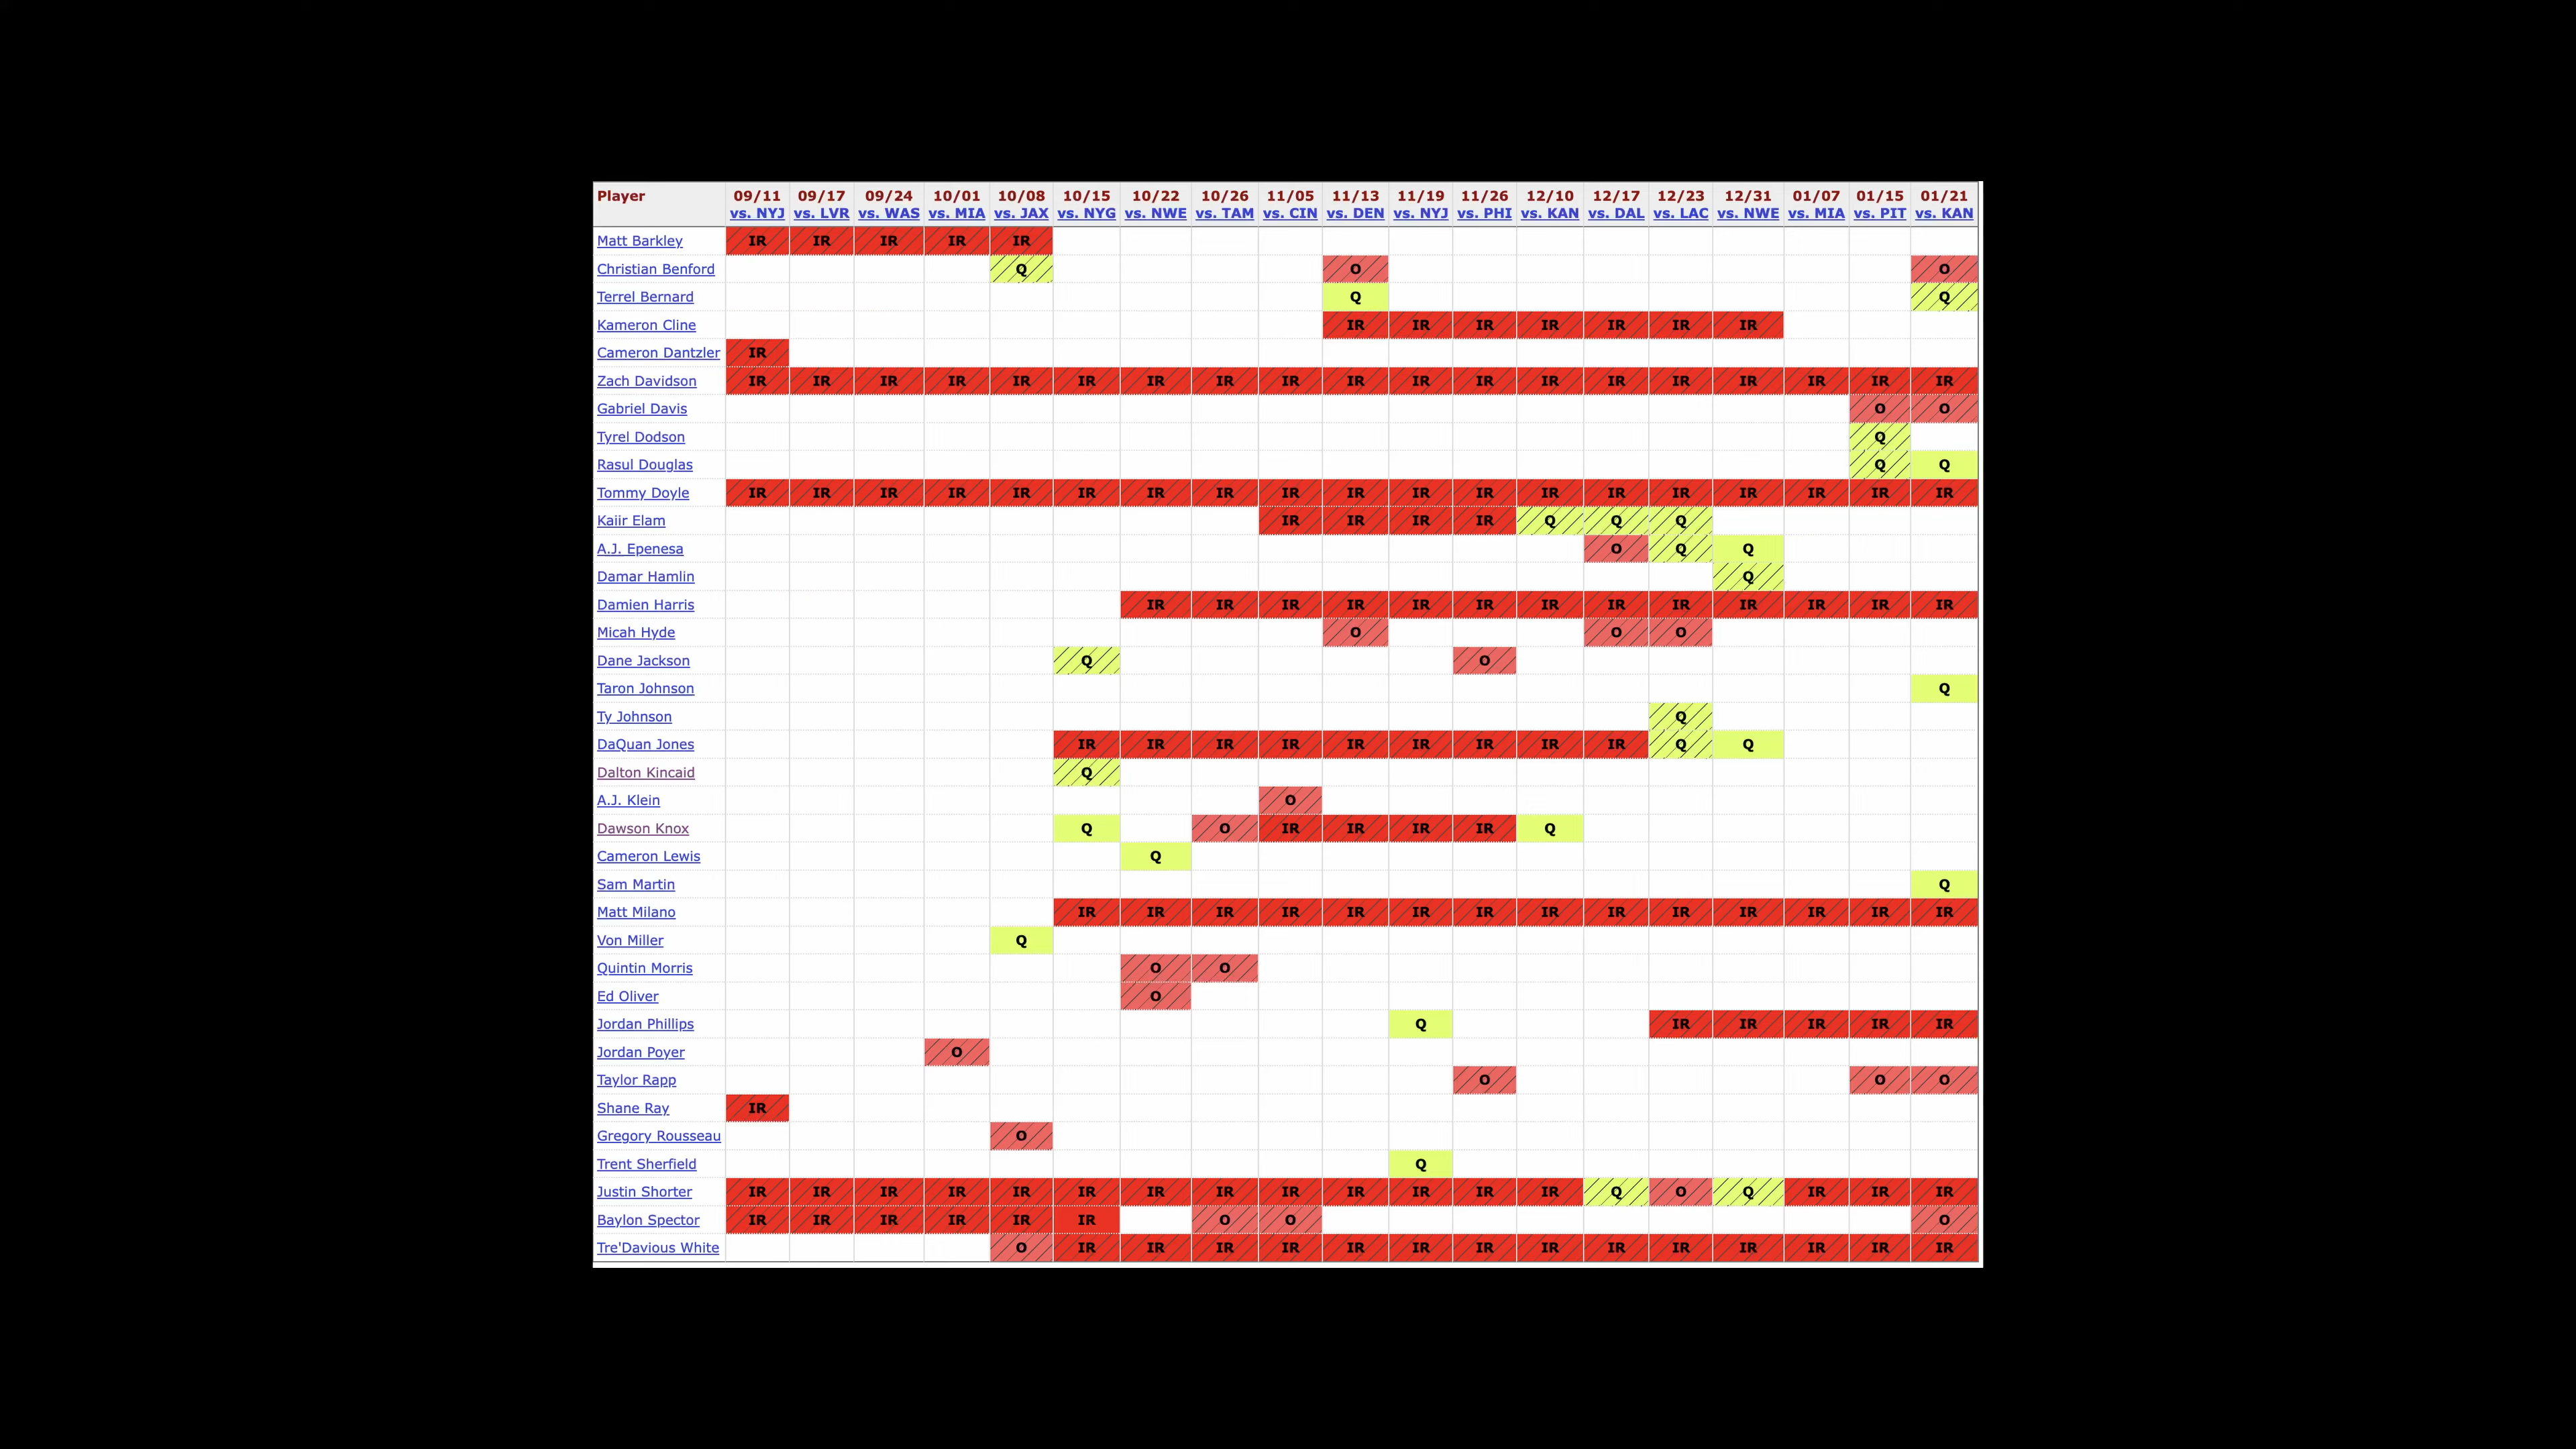 Player 09/11 09/17 09/24 10/01 10/08 10/15 10/22 10/26 11/05 11/13 11/19 11/26 12/10 12/17 12/23 12/31 01/07 01/15 01/21
vs. NYJ vs. LVR vs. WAS vs. MIA vs. JAX vs. NYG vs. NWE vs. TAM vs. CIN vs. DEN vs. NYJ vs. PHI vs. KAN vs. DAL vs. LAC vs. NWE vs. MIA vs. PIT vs. KAN
Matt Barkley IR IR IR IR IR
Christian Benford Q O O
Terrel Bernard Q Q
Kameron Cline IR IR IR IR IR IR IR
Cameron Dantzler IR
Zach Davidson IR IR IR IR IR IR IR IR IR IR IR IR IR IR IR IR IR IR IR
Gabriel Davis O O
Tyrel Dodson Q
Rasul Douglas Q Q
Tommy Doyle IR IR IR IR IR IR IR IR IR IR IR IR IR IR IR IR IR IR IR
Kaiir Elam IR IR IR IR Q Q Q
A.J. Epenesa O Q Q
Damar Hamlin Q
Damien Harris IR IR IR IR IR IR IR IR IR IR IR IR IR
Micah Hyde O O O
Dane Jackson Q O
Taron Johnson Q
Ty Johnson Q
DaQuan Jones IR IR IR IR IR IR IR IR IR Q Q
Dalton Kincaid Q
A.J. Klein O
Dawson Knox Q O IR IR IR IR Q
Cameron Lewis Q
Sam Martin Q
Matt Milano IR IR IR IR IR IR IR IR IR IR IR IR IR IR
Von Miller Q
Quintin Morris O O
Ed Oliver O
Jordan Phillips Q IR IR IR IR IR
Jordan Poyer O
Taylor Rapp O O O
Shane Ray IR
Gregory Rousseau O
Trent Sherfield Q
Justin Shorter IR IR IR IR IR IR IR IR IR IR IR IR IR Q O Q IR IR IR
Baylon Spector IR IR IR IR IR IR O O O
Tre'Davious White O IR IR IR IR IR IR IR IR IR IR IR IR IR IR